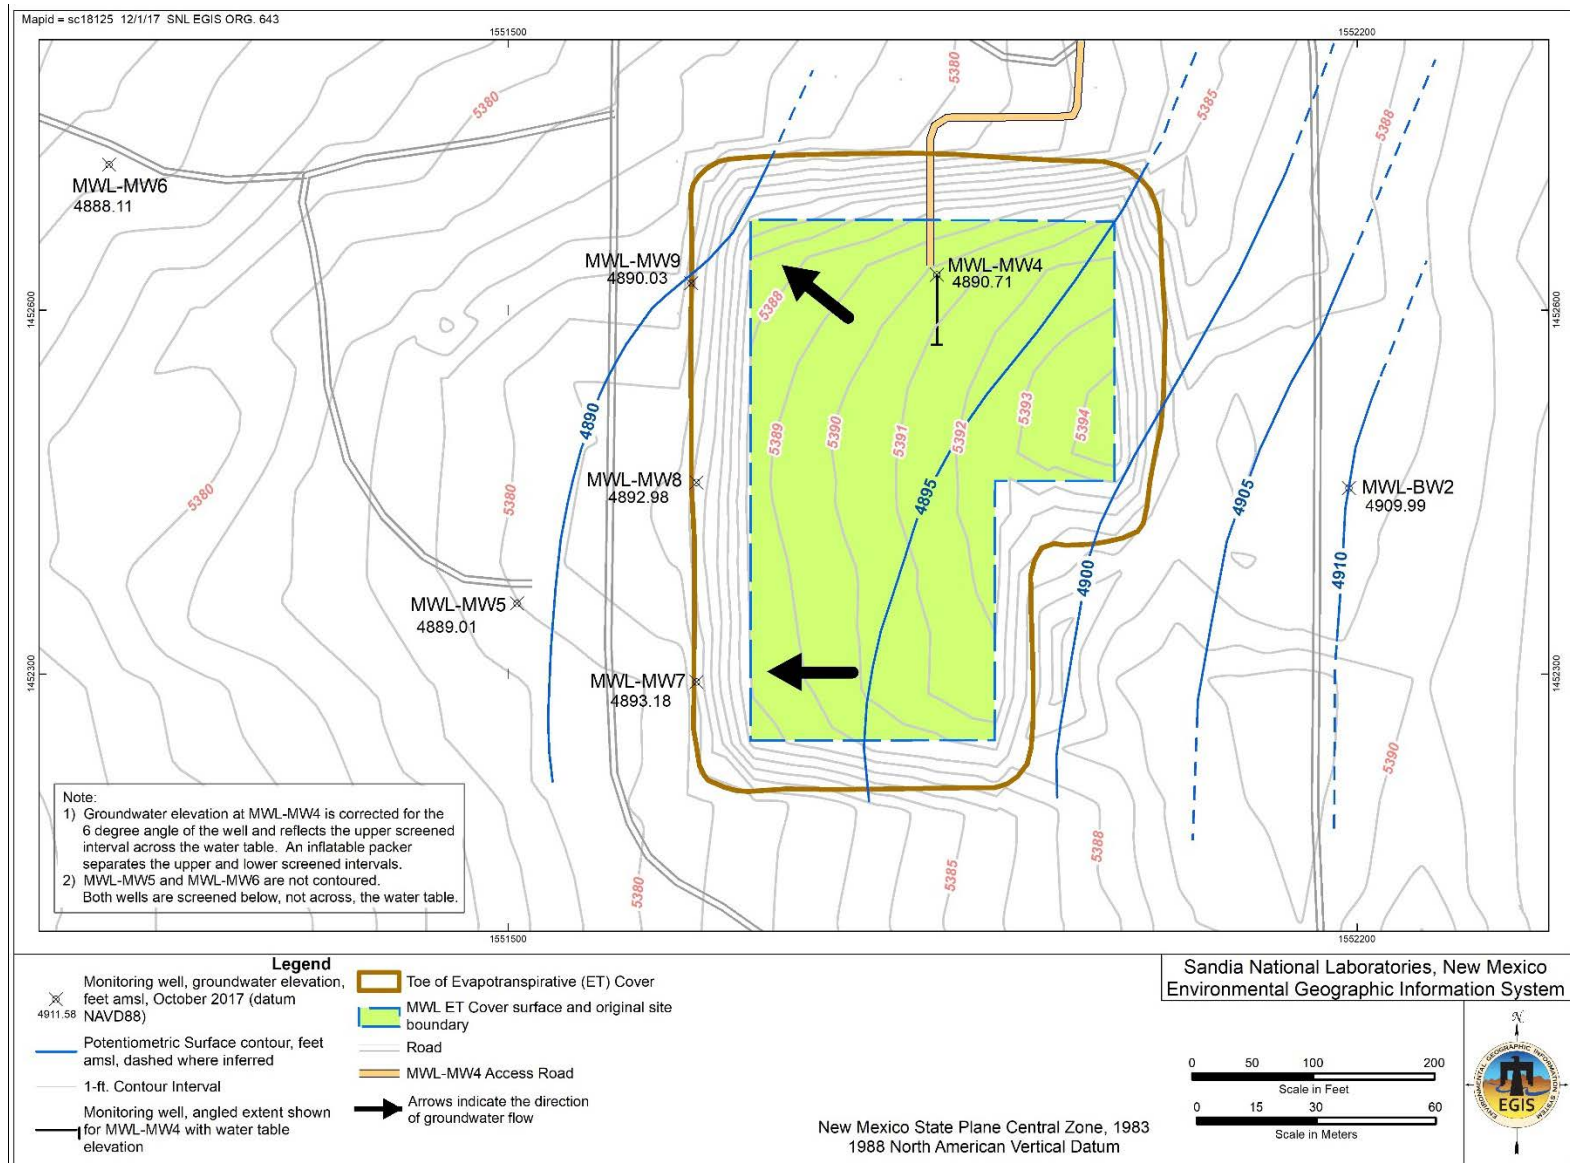 Mapid = sc18125 12/1/17 SNL EGIS ORG. 643
1551500
1552200
5380
5380
5385
5388
MWL-MW6
4888.11
MWL-MW9
4890.03
MWL-MW4
4890.71
1452600
1452600
5388
4890
5389
5390
5391
5392
5393
5394
MWL-MW8
4892.98
5380
5380
4895
4905
MWL-BW2
4909.99
4900
4910
MWL-MW5
4889.01
MWL-MW7
4893.18
1452300
1452300
5390
5388
5385
5380
Note:
1) Groundwater elevation at MWL-MW4 is corrected for the
6 degree angle of the well and reflects the upper screened
interval across the water table. An inflatable packer
separates the upper and lower screened intervals.
2) MWL-MW5 and MWL-MW6 are not contoured.
Both wells are screened below, not across, the water table.
1551500
1552200
Legend
4911.58
Monitoring well, groundwater elevation,
feet amsl, October 2017 (datum
NAVD88)
Potentiometric Surface contour, feet
amsl, dashed where inferred
1-ft. Contour Interval
Monitoring well, angled extent shown
for MWL-MW4 with water table
elevation
Toe of Evapotranspirative (ET) Cover
MWL ET Cover surface and original site
boundary
Road
MWL-MW4 Access Road
Arrows indicate the direction
of groundwater flow
New Mexico State Plane Central Zone, 1983
1988 North American Vertical Datum
Sandia National Laboratories, New Mexico
Environmental Geographic Information System
0 50 100 200
Scale in Feet
0 15 30 60
Scale in Meters
N
ENVIRONMENTAL GEOGRAPHIC INFORMATION SYSTEM
EGIS